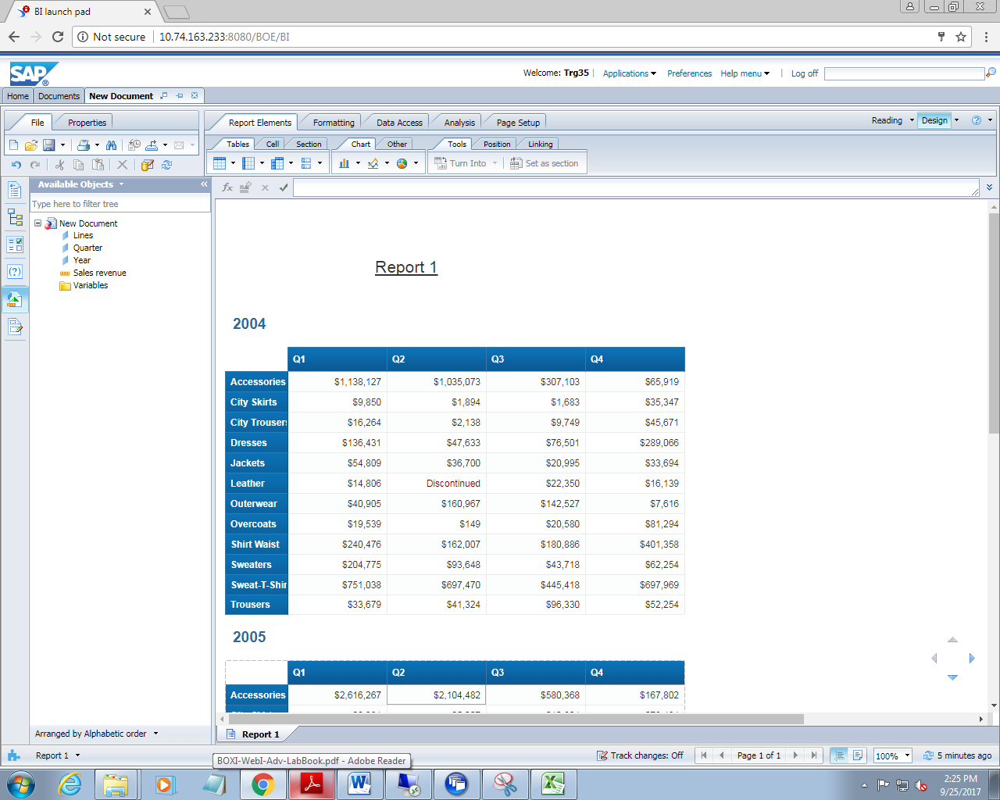 BI launch pad
Not secure 10.74.163.233:8080/BOE/BI
SAP
Welcome: Trg35 Applications Preferences Help menu Log off
Home Documents New Document
File Properties
Report Elements Formatting Data Access Analysis Page Setup
Reading Design
Tables Cell Section Chart Other Tools Position Linking
Turn Into Set as section
Available Objects
Type here to filter tree
New Document
Lines
Quarter
Year
Sales revenue
Variables
Arranged by Alphabetic order
Report 1
2004
Q1 Q2 Q3 Q4
Accessories $1,138,127 $1,035,073 $307,103 $65,919
City Skirts $9,850 $1,894 $1,683 $35,347
City Trousers $16,264 $2,138 $9,749 $45,671
Dresses $136,431 $47,633 $76,501 $289,066
Jackets $54,809 $36,700 $20,995 $33,694
Leather $14,806 Discontinued $22,350 $16,139
Outerwear $40,905 $160,967 $142,527 $7,616
Overcoats $19,539 $149 $20,580 $81,294
Shirt Waist $240,476 $162,007 $180,886 $401,358
Sweaters $204,775 $93,648 $43,718 $62,254
Sweat-T-Shir $751,038 $697,470 $445,418 $697,969
Trousers $33,679 $41,324 $96,330 $52,254
2005
Q1 Q2 Q3 Q4
Accessories $2,616,267 $2,104,482 $580,368 $167,802
Report 1
Report 1
BOXI-WebI-Adv-LabBook.pdf - Adobe Reader
Track changes: Off
Page 1 of 1
100%
5 minutes ago
2:25 PM
9/25/2017